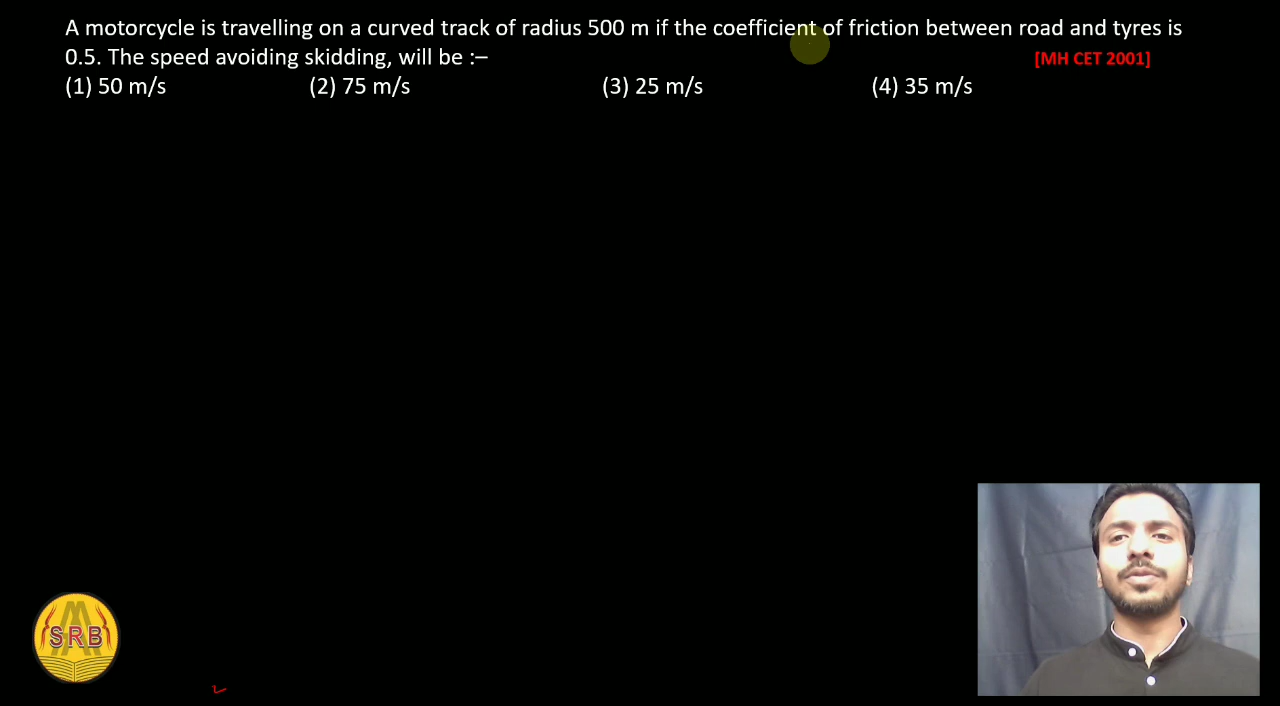 A motorcycle is travelling on a curved track of radius 500 m if the coefficient of friction between road and tyres is
0.5. The speed avoiding skidding, will be :–
[MH CET 2001]
(1) 50 m/s (2) 75 m/s (3) 25 m/s (4) 35 m/s
SRB